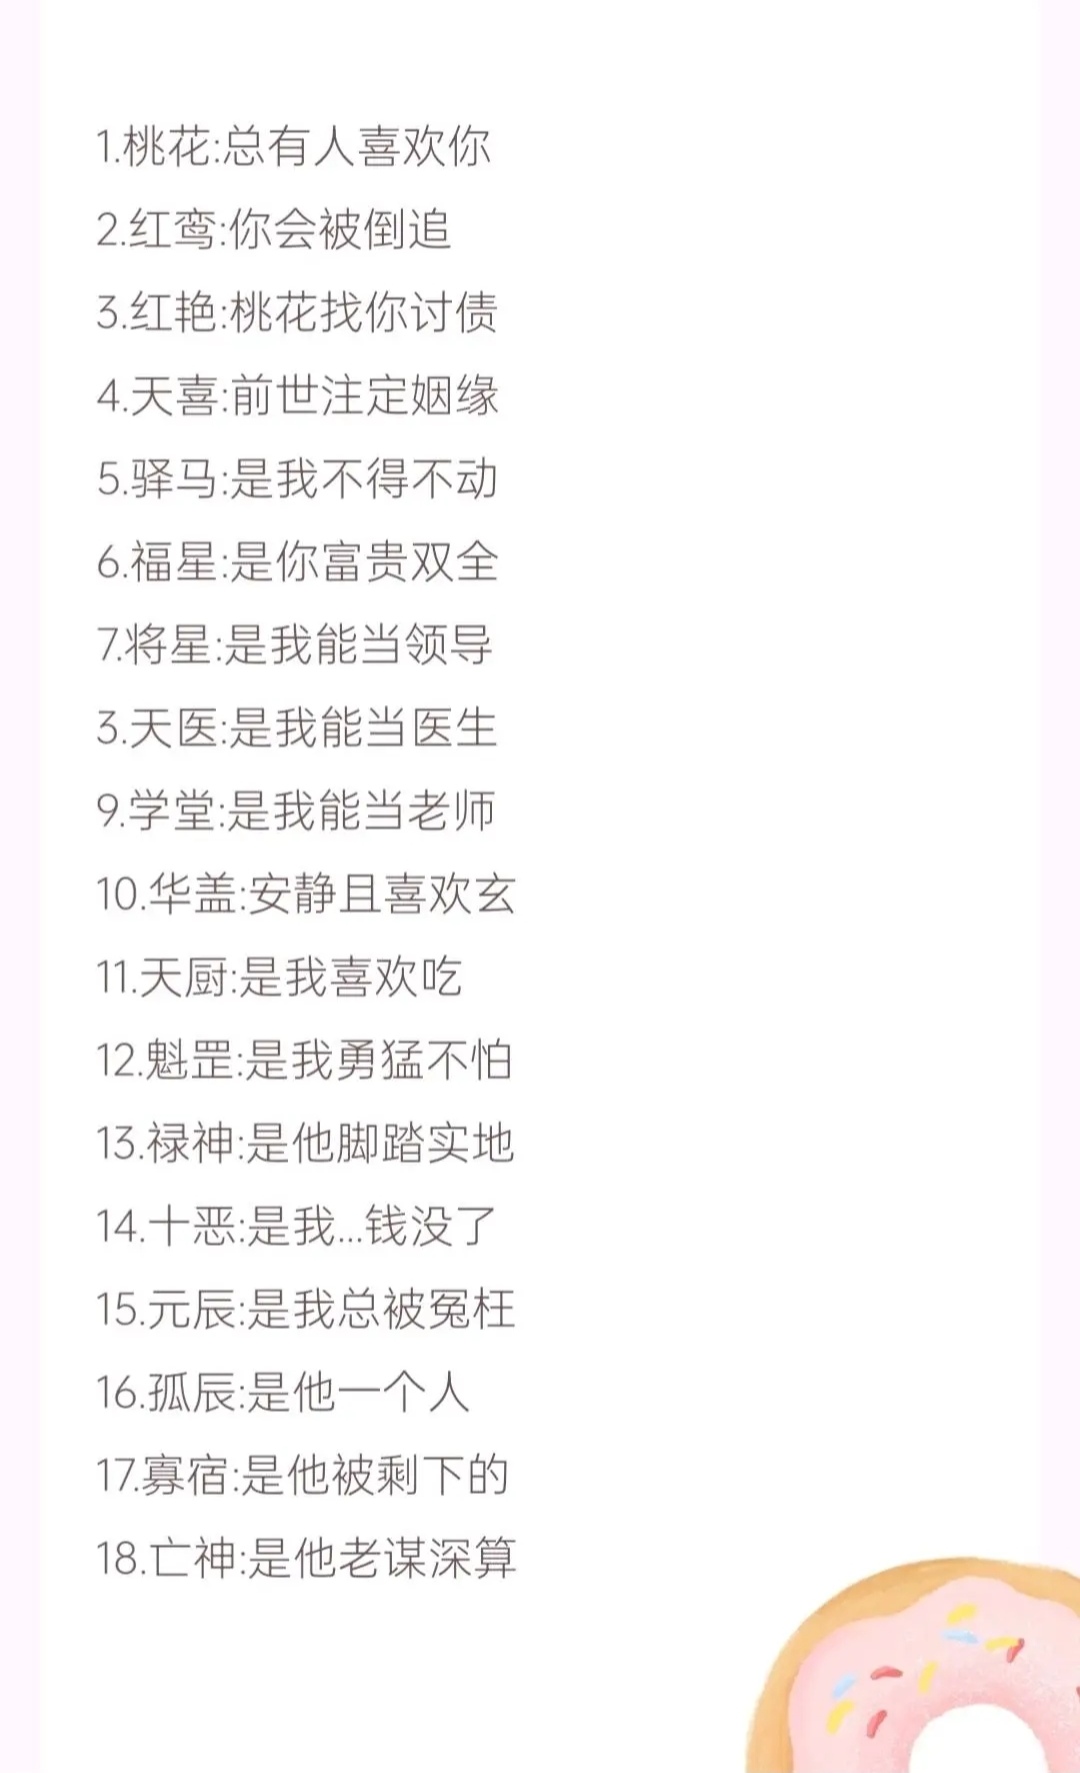 1.桃花:总有人喜欢你
2.红鸾:你会被倒追
3.红艳:桃花找你讨债
4.天喜:前世注定姻缘
5.驿马:是我不得不动
6.福星:是你富贵双全
7.将星:是我能当领导
3.天医:是我能当医生
9.学堂:是我能当老师
10.华盖:安静且喜欢玄
11.天厨:是我喜欢吃
12.魁罡:是我勇猛不怕
13.禄神:是他脚踏实地
14.十恶:是我...钱没了
15.元辰:是我总被冤枉
16.孤辰:是他一个人
17.寡宿:是他被剩下的
18.亡神:是他老谋深算